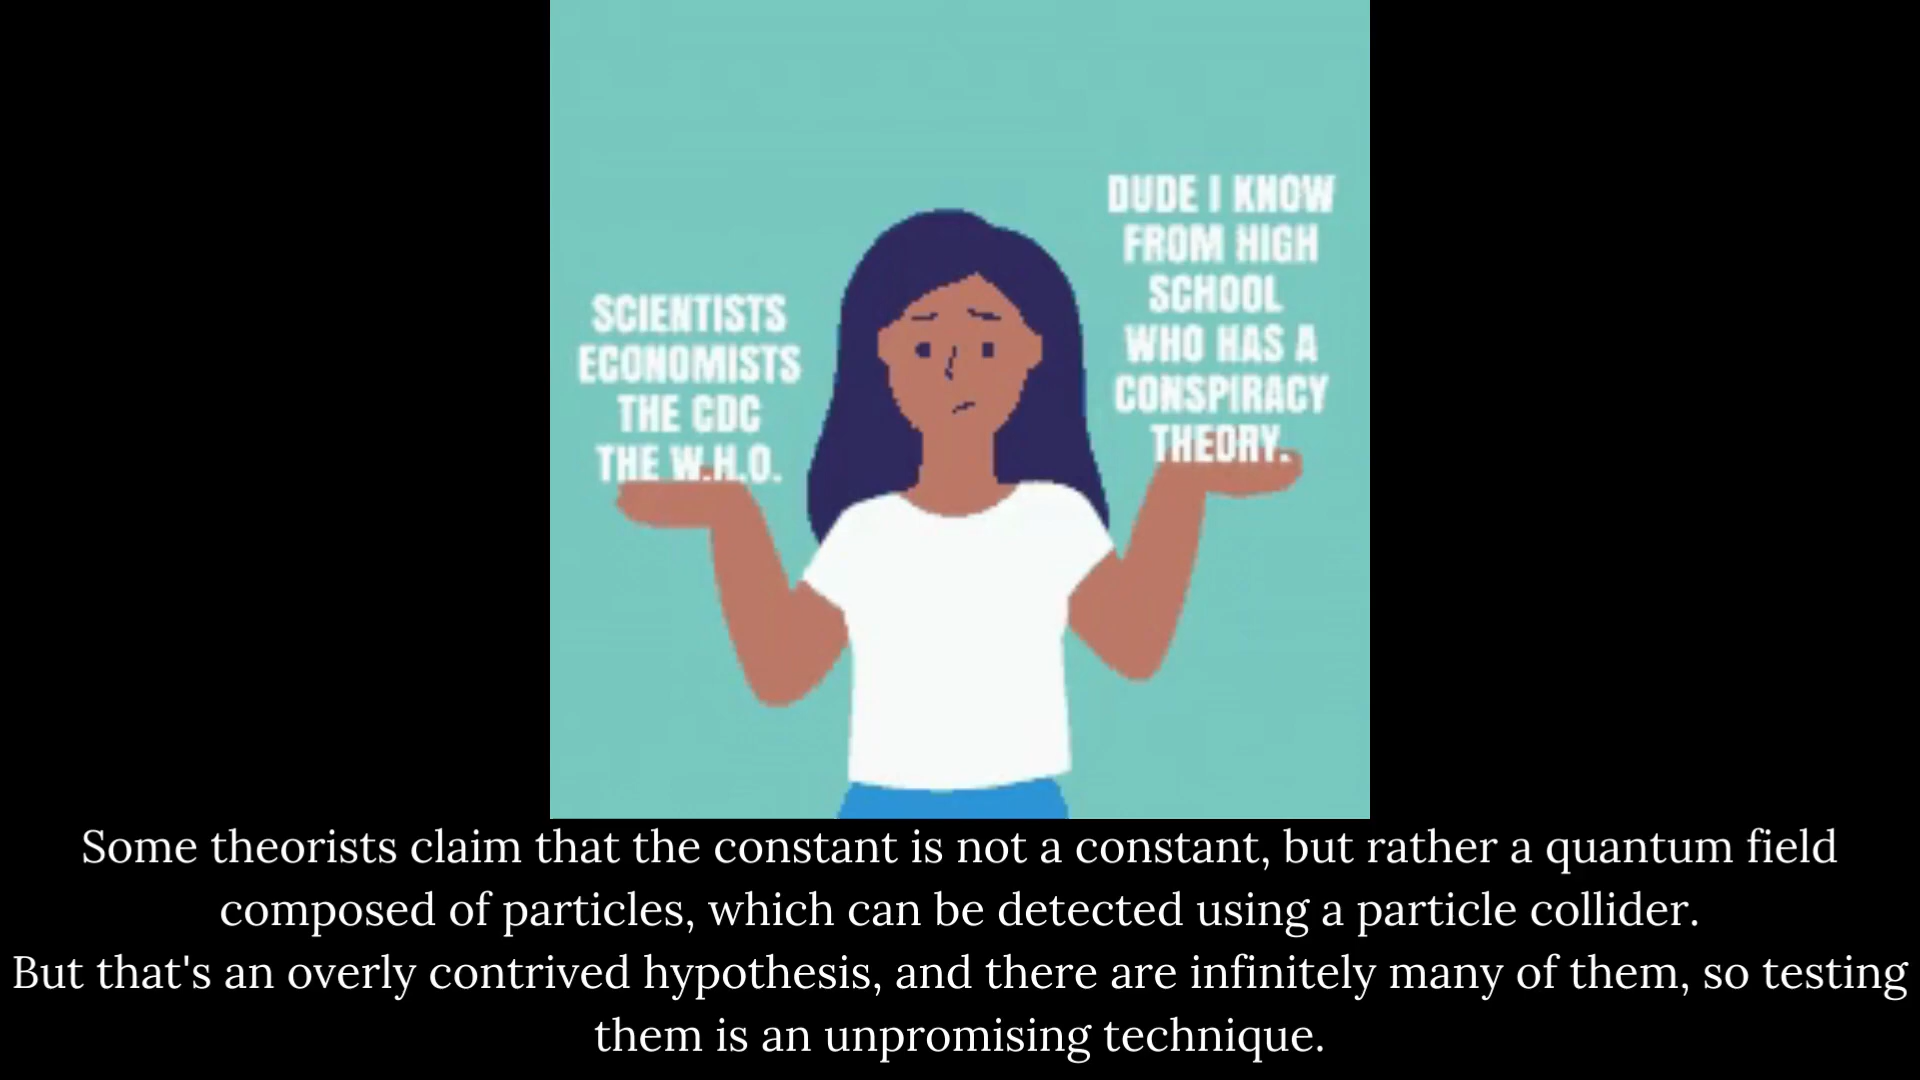 SCIENTISTS
ECONOMISTS
THE CDC
THE W.H.O.
DUDE I KNOW
FROM HIGH
SCHOOL
WHO HAS A
CONSPIRACY
THEORY.
Some theorists claim that the constant is not a constant, but rather a quantum field
composed of particles, which can be detected using a particle collider.
But that's an overly contrived hypothesis, and there are infinitely many of them, so testing
them is an unpromising technique.